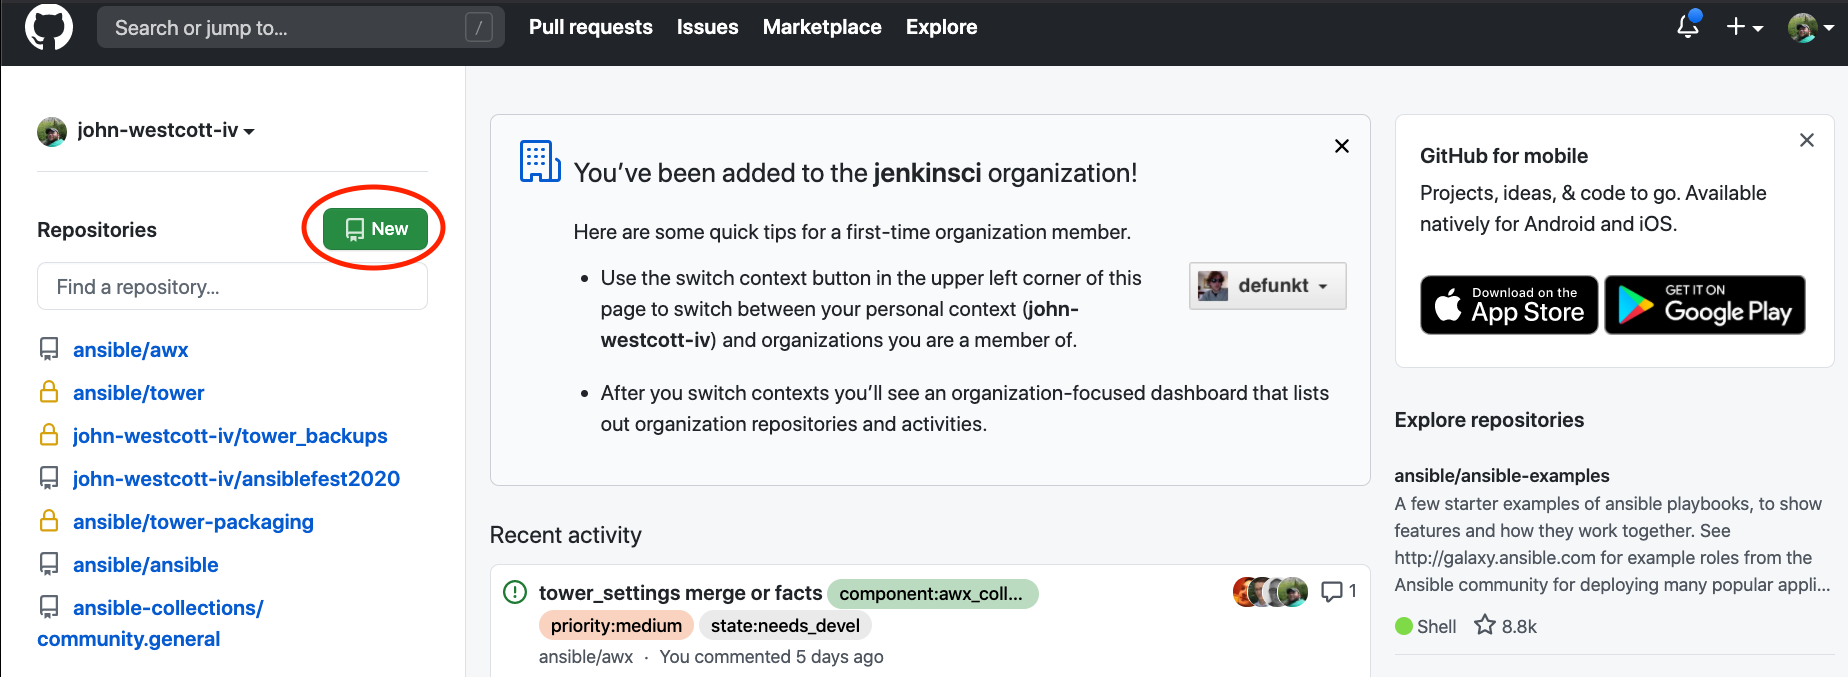 Search or jump to... /
Pull requests Issues Marketplace Explore
john-westcott-iv
Repositories
New
Find a repository...
ansible/awx
ansible/tower
john-westcott-iv/tower_backups
john-westcott-iv/ansiblefest2020
ansible/tower-packaging
ansible/ansible
ansible-collections/
community.general
You've been added to the jenkinsci organization!
Here are some quick tips for a first-time organization member.
• Use the switch context button in the upper left corner of this
page to switch between your personal context (john-
westcott-iv) and organizations you are a member of.
defunkt
• After you switch contexts you'll see an organization-focused dashboard that lists
out organization repositories and activities.
Recent activity
tower_settings merge or facts component:awx_coll... 1
priority:medium state:needs_devel
ansible/awx · You commented 5 days ago
GitHub for mobile
Projects, ideas, & code to go. Available
natively for Android and iOS.
Download on the
App Store
GET IT ON
Google Play
Explore repositories
ansible/ansible-examples
A few starter examples of ansible playbooks, to show
features and how they work together. See
http://galaxy.ansible.com for example roles from the
Ansible community for deploying many popular appli...
Shell 8.8k